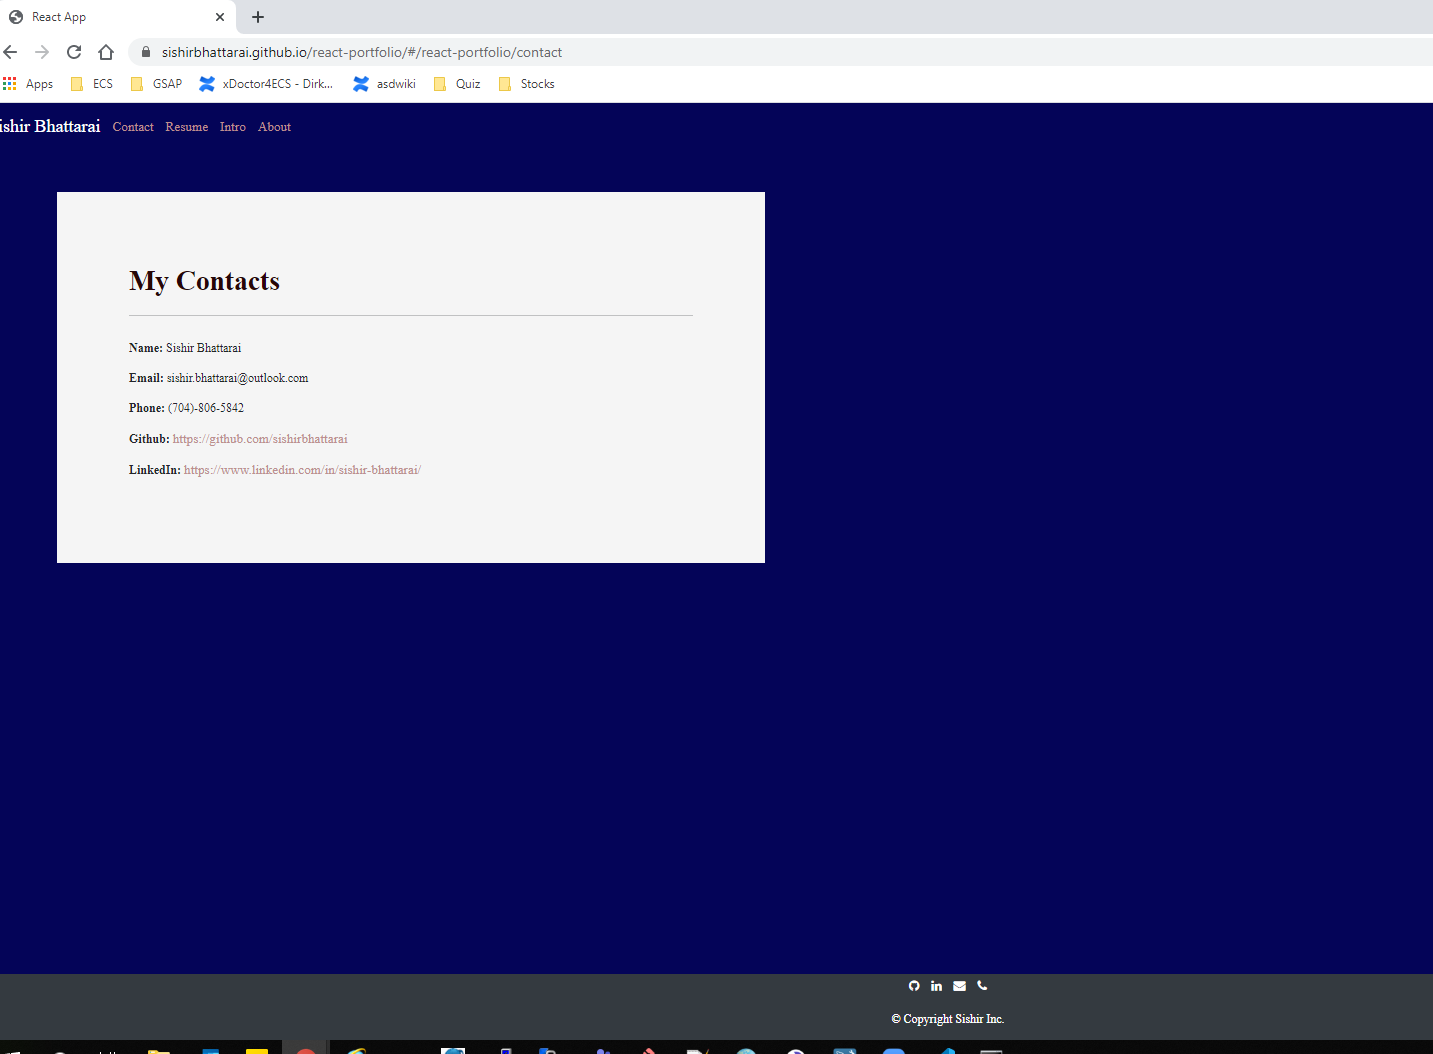 React App
sishirbhattarai.github.io/react-portfolio/#/react-portfolio/contact
Apps ECS GSAP xDoctor4ECS - Dirk... asdwiki Quiz Stocks
ishir Bhattarai Contact Resume Intro About
My Contacts
Name: Sishir Bhattarai
Email: sishir.bhattarai@outlook.com
Phone: (704)-806-5842
Github: https://github.com/sishirbhattarai
LinkedIn: https://www.linkedin.com/in/sishir-bhattarai/
© Copyright Sishir Inc.